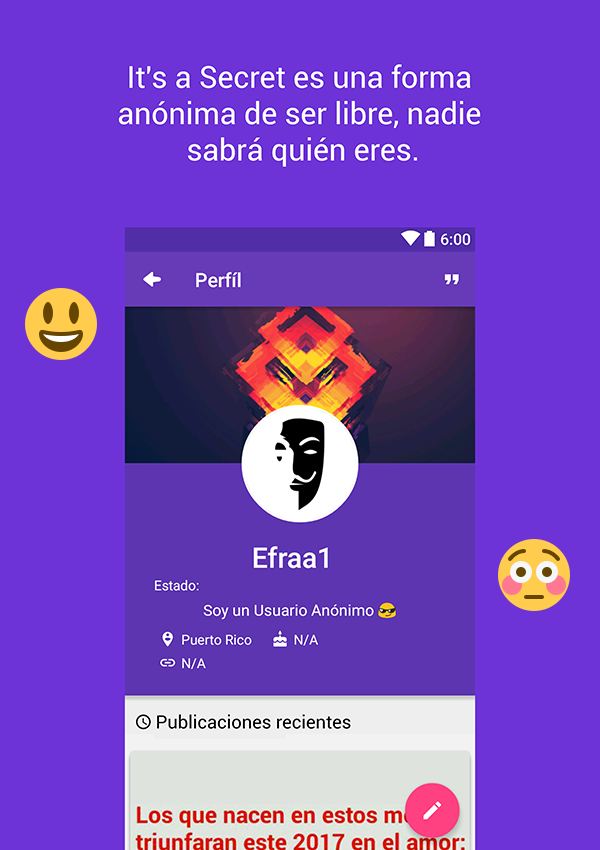 It's a Secret es una forma
anónima de ser libre, nadie
sabrá quién eres.
6:00
Perfíl
Efraa1
Estado:
Soy un Usuario Anónimo
Puerto Rico N/A
N/A
Publicaciones recientes
Los que nacen en estos
triunfaran este 2017 en el amor: